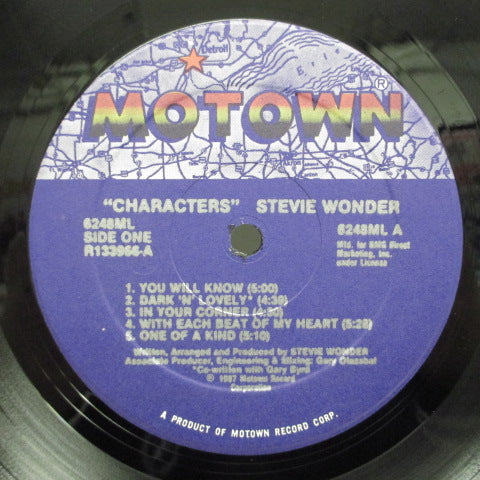 Detroit
MOTOWN®
"CHARACTERS" STEVIE WONDER
6248ML
SIDE ONE
R133966-A
6248ML A
Mfd. for BMG Direct
Marketing, Inc.
under License
1. YOU WILL KNOW (5:00)
2. DARK 'N' LOVELY* (4:39)
3. IN YOUR CORNER (4:30)
4. WITH EACH BEAT OF MY HEART (5:28)
5. ONE OF A KIND (5:10)
Written, Arranged and Produced by STEVIE WONDER
Associate Producer, Engineering & Mixing: Gary Olazabal
*Co-written with Gary Byrd
℗ 1987 Motown Record
Corporation
A PRODUCT OF MOTOWN RECORD CORP.